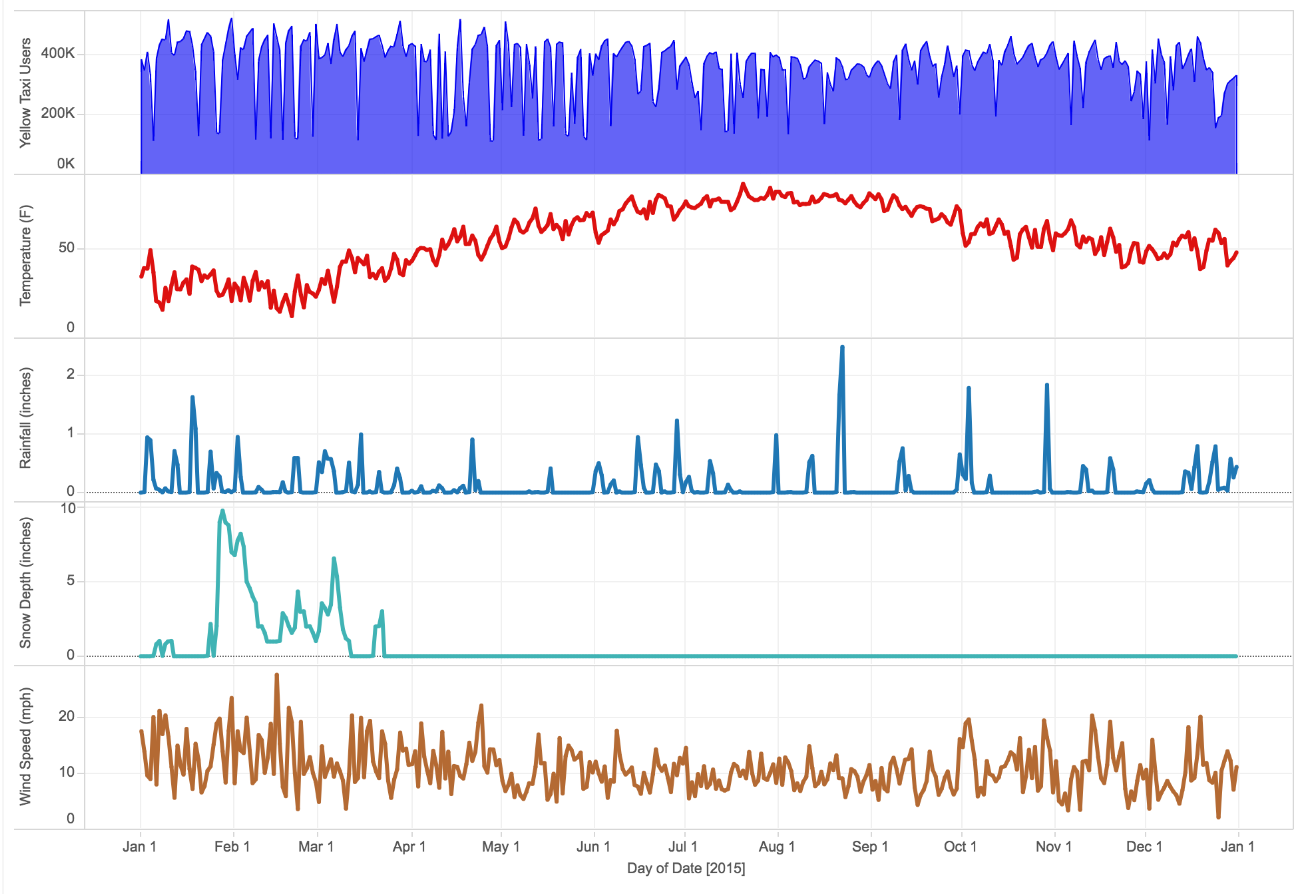 Yellow Taxi Users
400K
200K
0K
Temperature (F)
50
0
Rainfall (inches)
2
1
0
Snow Depth (inches)
10
5
0
Wind Speed (mph)
20
10
0
Jan 1 Feb 1 Mar 1 Apr 1 May 1 Jun 1 Jul 1 Aug 1 Sep 1 Oct 1 Nov 1 Dec 1 Jan 1
Day of Date [2015]